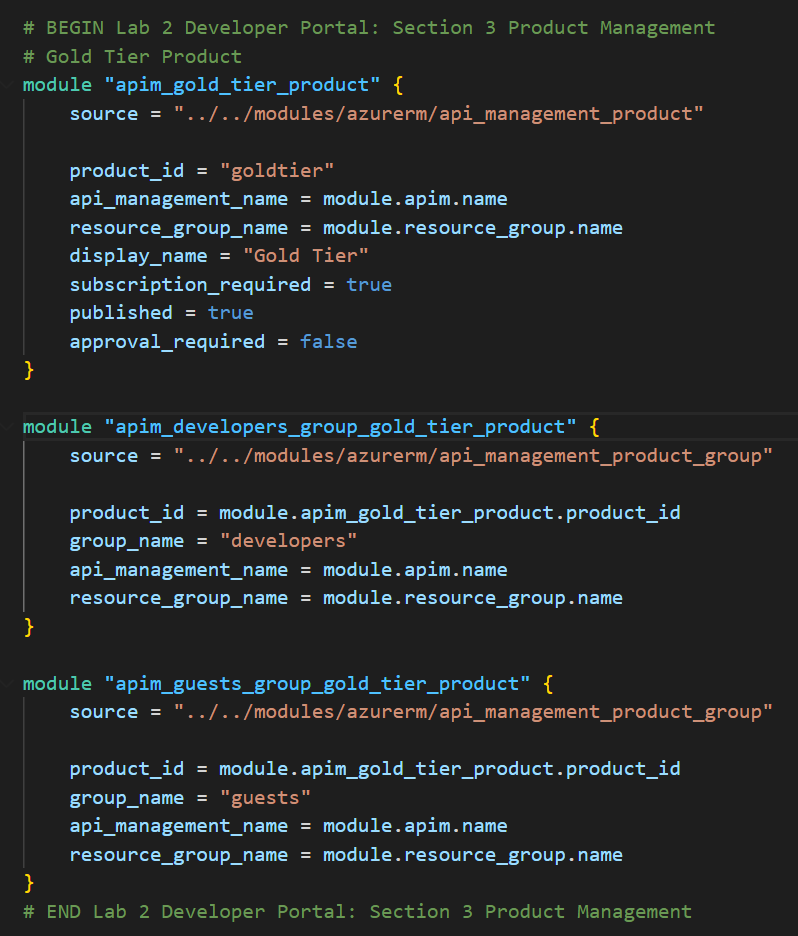 # BEGIN Lab 2 Developer Portal: Section 3 Product Management
# Gold Tier Product
module "apim_gold_tier_product" {
    source = "../../modules/azurerm/api_management_product"

    product_id = "goldtier"
    api_management_name = module.apim.name
    resource_group_name = module.resource_group.name
    display_name = "Gold Tier"
    subscription_required = true
    published = true
    approval_required = false
}

module "apim_developers_group_gold_tier_product" {
    source = "../../modules/azurerm/api_management_product_group"

    product_id = module.apim_gold_tier_product.product_id
    group_name = "developers"
    api_management_name = module.apim.name
    resource_group_name = module.resource_group.name
}

module "apim_guests_group_gold_tier_product" {
    source = "../../modules/azurerm/api_management_product_group"

    product_id = module.apim_gold_tier_product.product_id
    group_name = "guests"
    api_management_name = module.apim.name
    resource_group_name = module.resource_group.name
}
# END Lab 2 Developer Portal: Section 3 Product Management